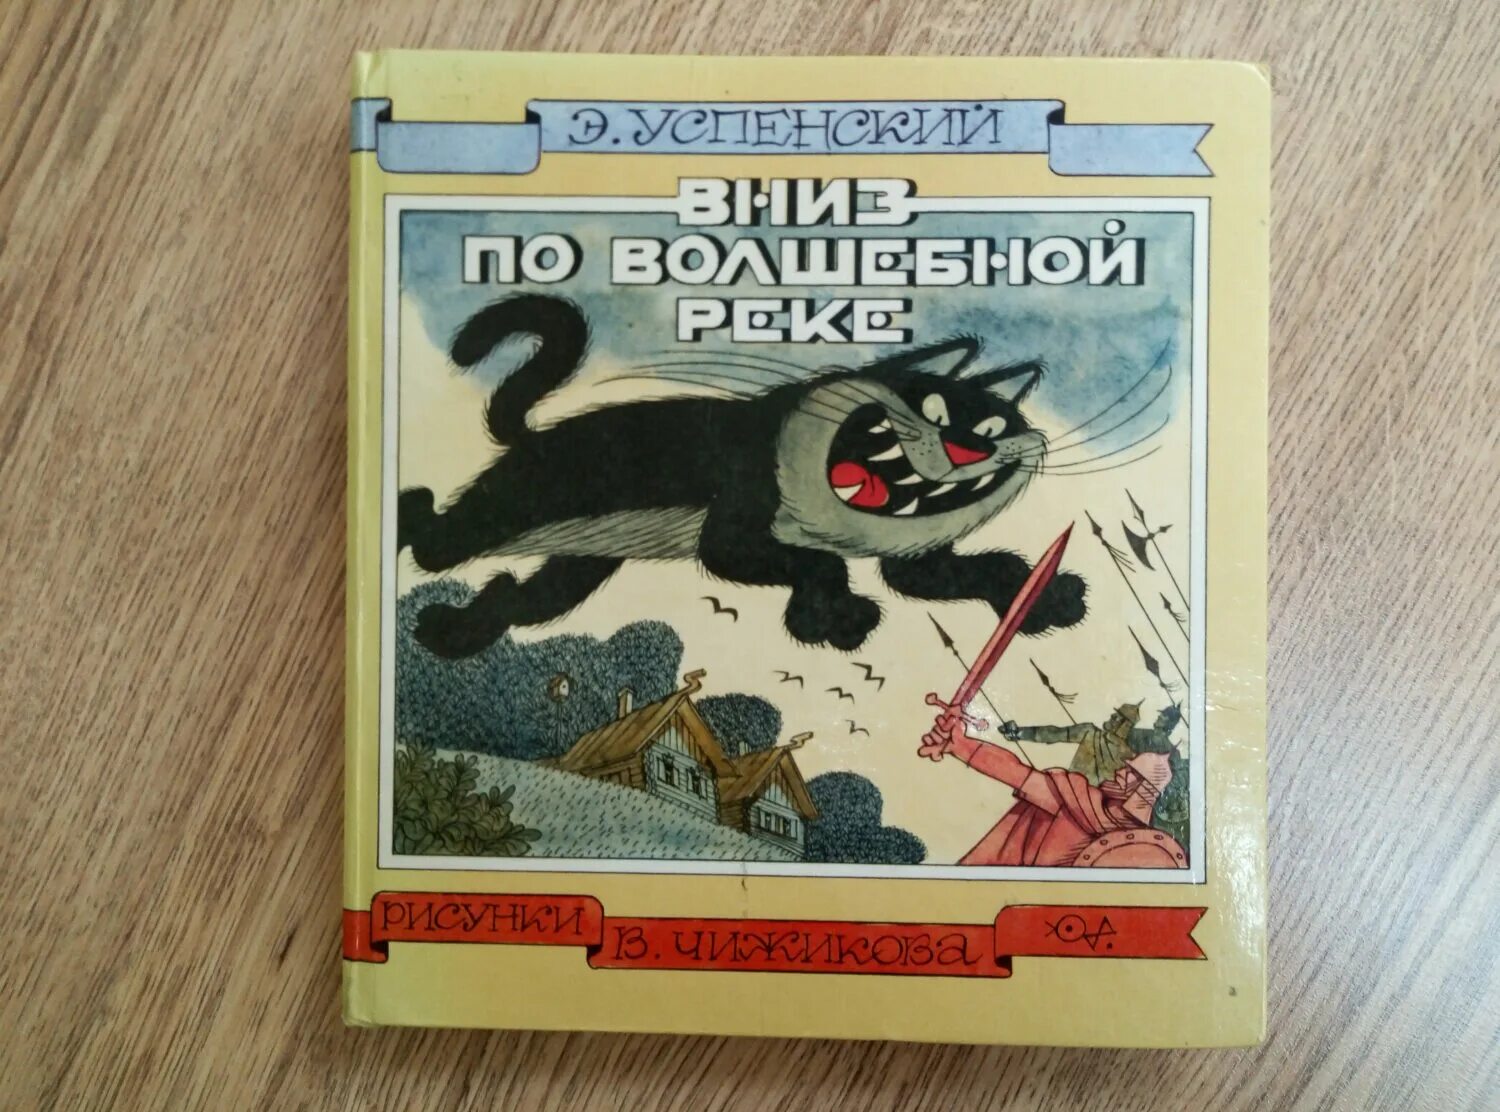 Э. УСПЕНСКИЙ
ВНИЗ
ПО ВОЛШЕБНОЙ
РЕКЕ
РИСУНКИ
В. ЧИЖИКОВА